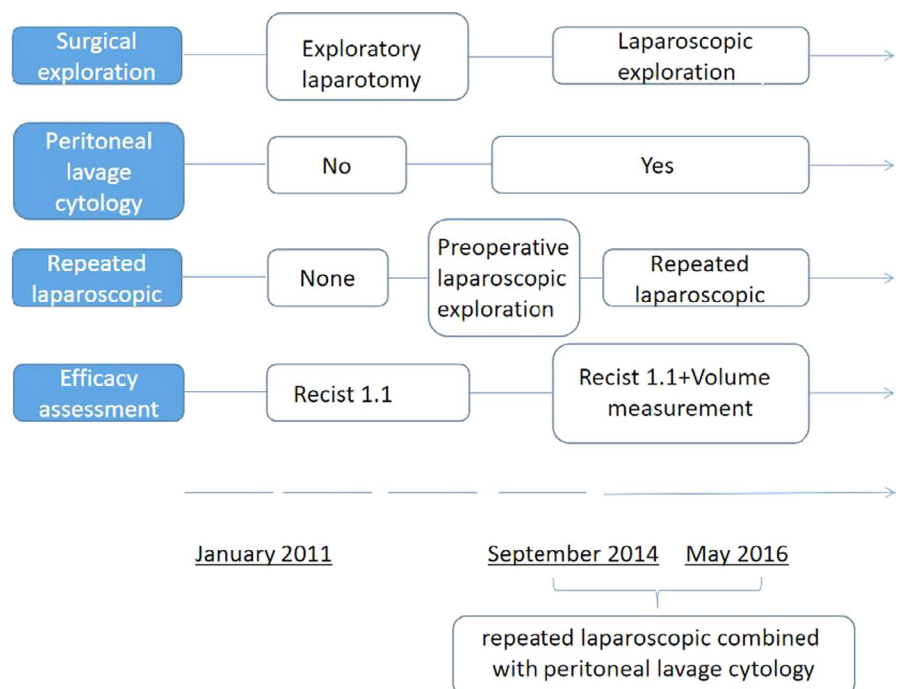 Surgical
exploration
Exploratory
laparotomy
Laparoscopic
exploration
Peritoneal
lavage
cytology
No
Yes
Repeated
laparoscopic
None
Preoperative
laparoscopic
exploration
Repeated
laparoscopic
Efficacy
assessment
Recist 1.1
Recist 1.1+Volume
measurement
January 2011
September 2014
May 2016
repeated laparoscopic combined
with peritoneal lavage cytology